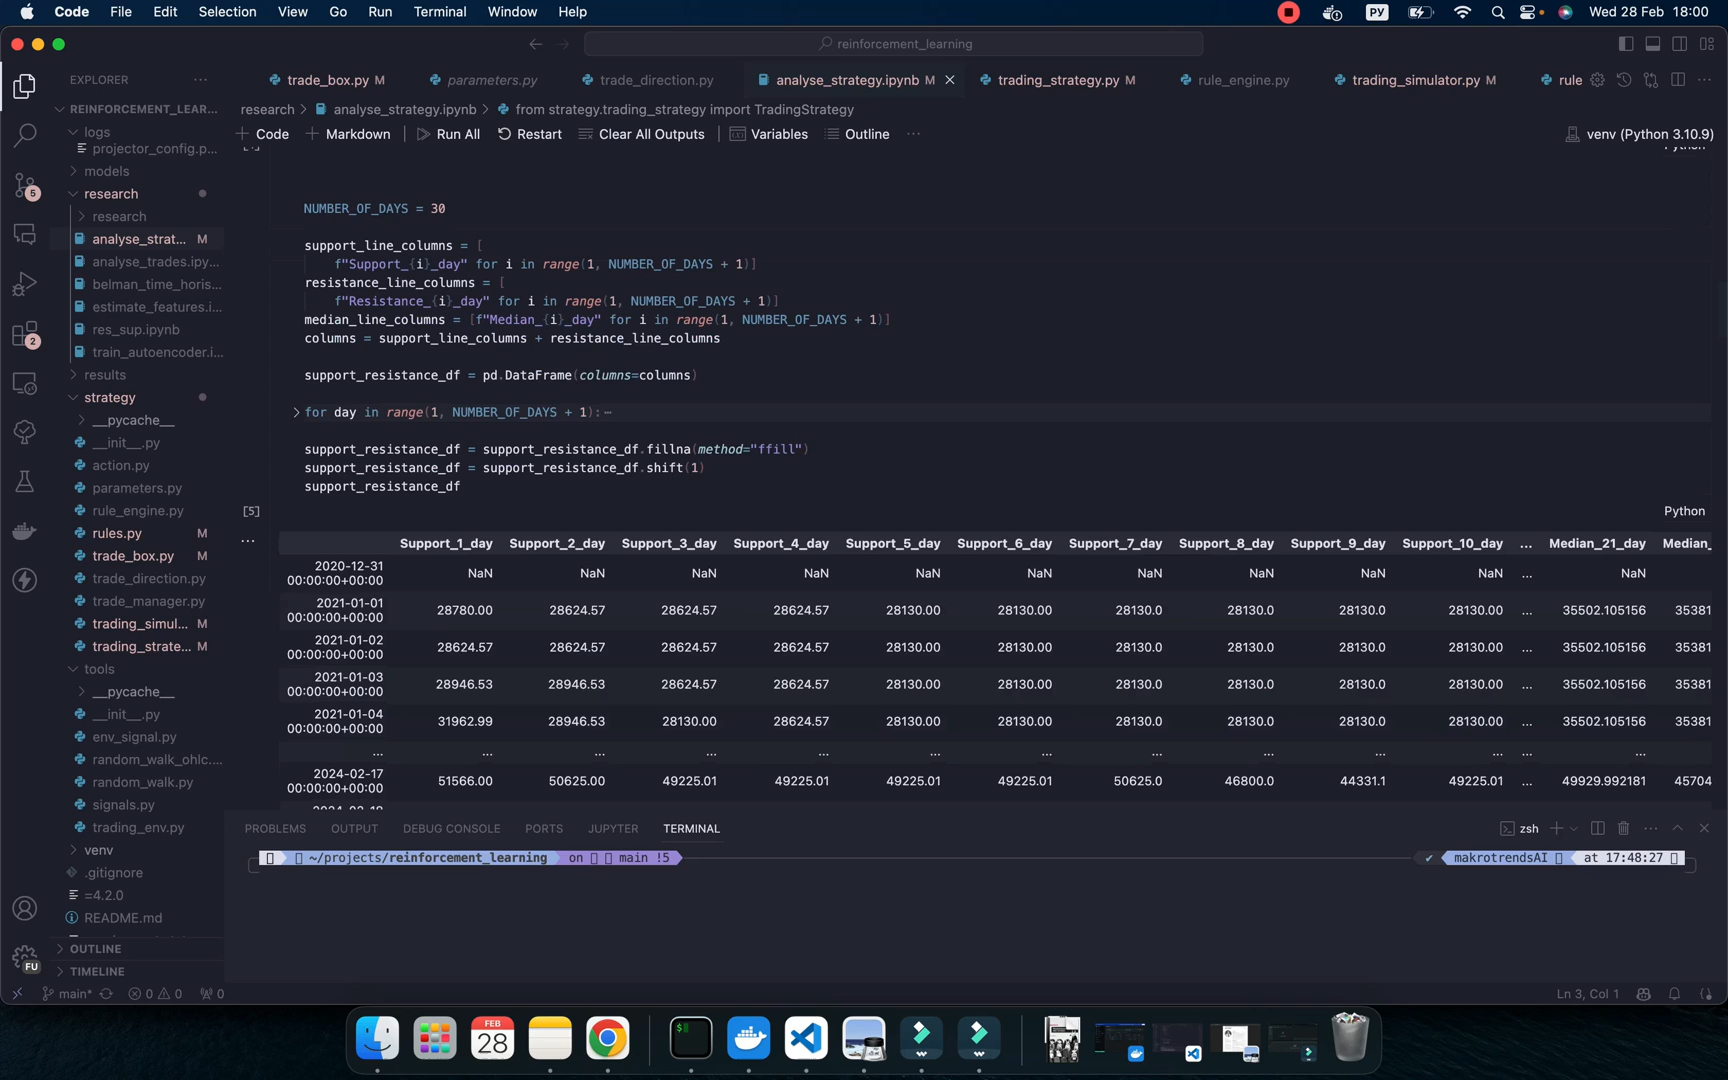 Code File Edit Selection View Go Run Terminal Window Help РУ Wed 28 Feb 18:00
reinforcement_learning
EXPLORER
trade_box.py M parameters.py trade_direction.py analyse_strategy.ipynb M trading_strategy.py M rule_engine.py trading_simulator.py M rule
research > analyse_strategy.ipynb > from strategy.trading_strategy import TradingStrategy
+ Code + Markdown Run All Restart Clear All Outputs Variables Outline ... venv (Python 3.10.9)
REINFORCEMENT_LEAR...
logs
projector_config.p...
models
research
research
analyse_strat... M
analyse_trades.ipy...
belman_time_horis...
estimate_features.i...
res_sup.ipynb
train_autoencoder.i...
results
strategy
__pycache__
__init__.py
action.py
parameters.py
rule_engine.py
rules.py M
trade_box.py M
trade_direction.py
trade_manager.py
trading_simul... M
trading_strate... M
tools
__pycache__
__init__.py
env_signal.py
random_walk_ohlc....
random_walk.py
signals.py
trading_env.py
venv
.gitignore
=4.2.0
README.md
OUTLINE
TIMELINE
5
2
FU
NUMBER_OF_DAYS = 30
support_line_columns = [
f"Support_{i}_day" for i in range(1, NUMBER_OF_DAYS + 1)]
resistance_line_columns = [
f"Resistance_{i}_day" for i in range(1, NUMBER_OF_DAYS + 1)]
median_line_columns = [f"Median_{i}_day" for i in range(1, NUMBER_OF_DAYS + 1)]
columns = support_line_columns + resistance_line_columns
support_resistance_df = pd.DataFrame(columns=columns)
for day in range(1, NUMBER_OF_DAYS + 1):⋯
support_resistance_df = support_resistance_df.fillna(method="ffill")
support_resistance_df = support_resistance_df.shift(1)
support_resistance_df
[5] Python
Support_1_day Support_2_day Support_3_day Support_4_day Support_5_day Support_6_day Support_7_day Support_8_day Support_9_day Support_10_day ... Median_21_day Median_
2020-12-31 00:00:00+00:00 NaN NaN NaN NaN NaN NaN NaN NaN NaN NaN ... NaN
2021-01-01 00:00:00+00:00 28780.00 28624.57 28624.57 28624.57 28130.00 28130.00 28130.0 28130.0 28130.0 28130.00 ... 35502.105156 35381
2021-01-02 00:00:00+00:00 28624.57 28624.57 28624.57 28624.57 28130.00 28130.00 28130.0 28130.0 28130.0 28130.00 ... 35502.105156 35381
2021-01-03 00:00:00+00:00 28946.53 28946.53 28624.57 28624.57 28130.00 28130.00 28130.0 28130.0 28130.0 28130.00 ... 35502.105156 35381
2021-01-04 00:00:00+00:00 31962.99 28946.53 28130.00 28624.57 28130.00 28130.00 28130.0 28130.0 28130.0 28130.00 ... 35502.105156 35381
... ... ... ... ... ... ... ... ... ... ... ... ...
2024-02-17 00:00:00+00:00 51566.00 50625.00 49225.01 49225.01 49225.01 49225.01 50625.0 46800.0 44331.1 49225.01 ... 49929.992181 45704
PROBLEMS OUTPUT DEBUG CONSOLE PORTS JUPYTER TERMINAL zsh
~/projects/reinforcement_learning on main !5 ✔ makrotrendsAI at 17:48:27
main* 0 0 0 Ln 3, Col 1
FEB
28